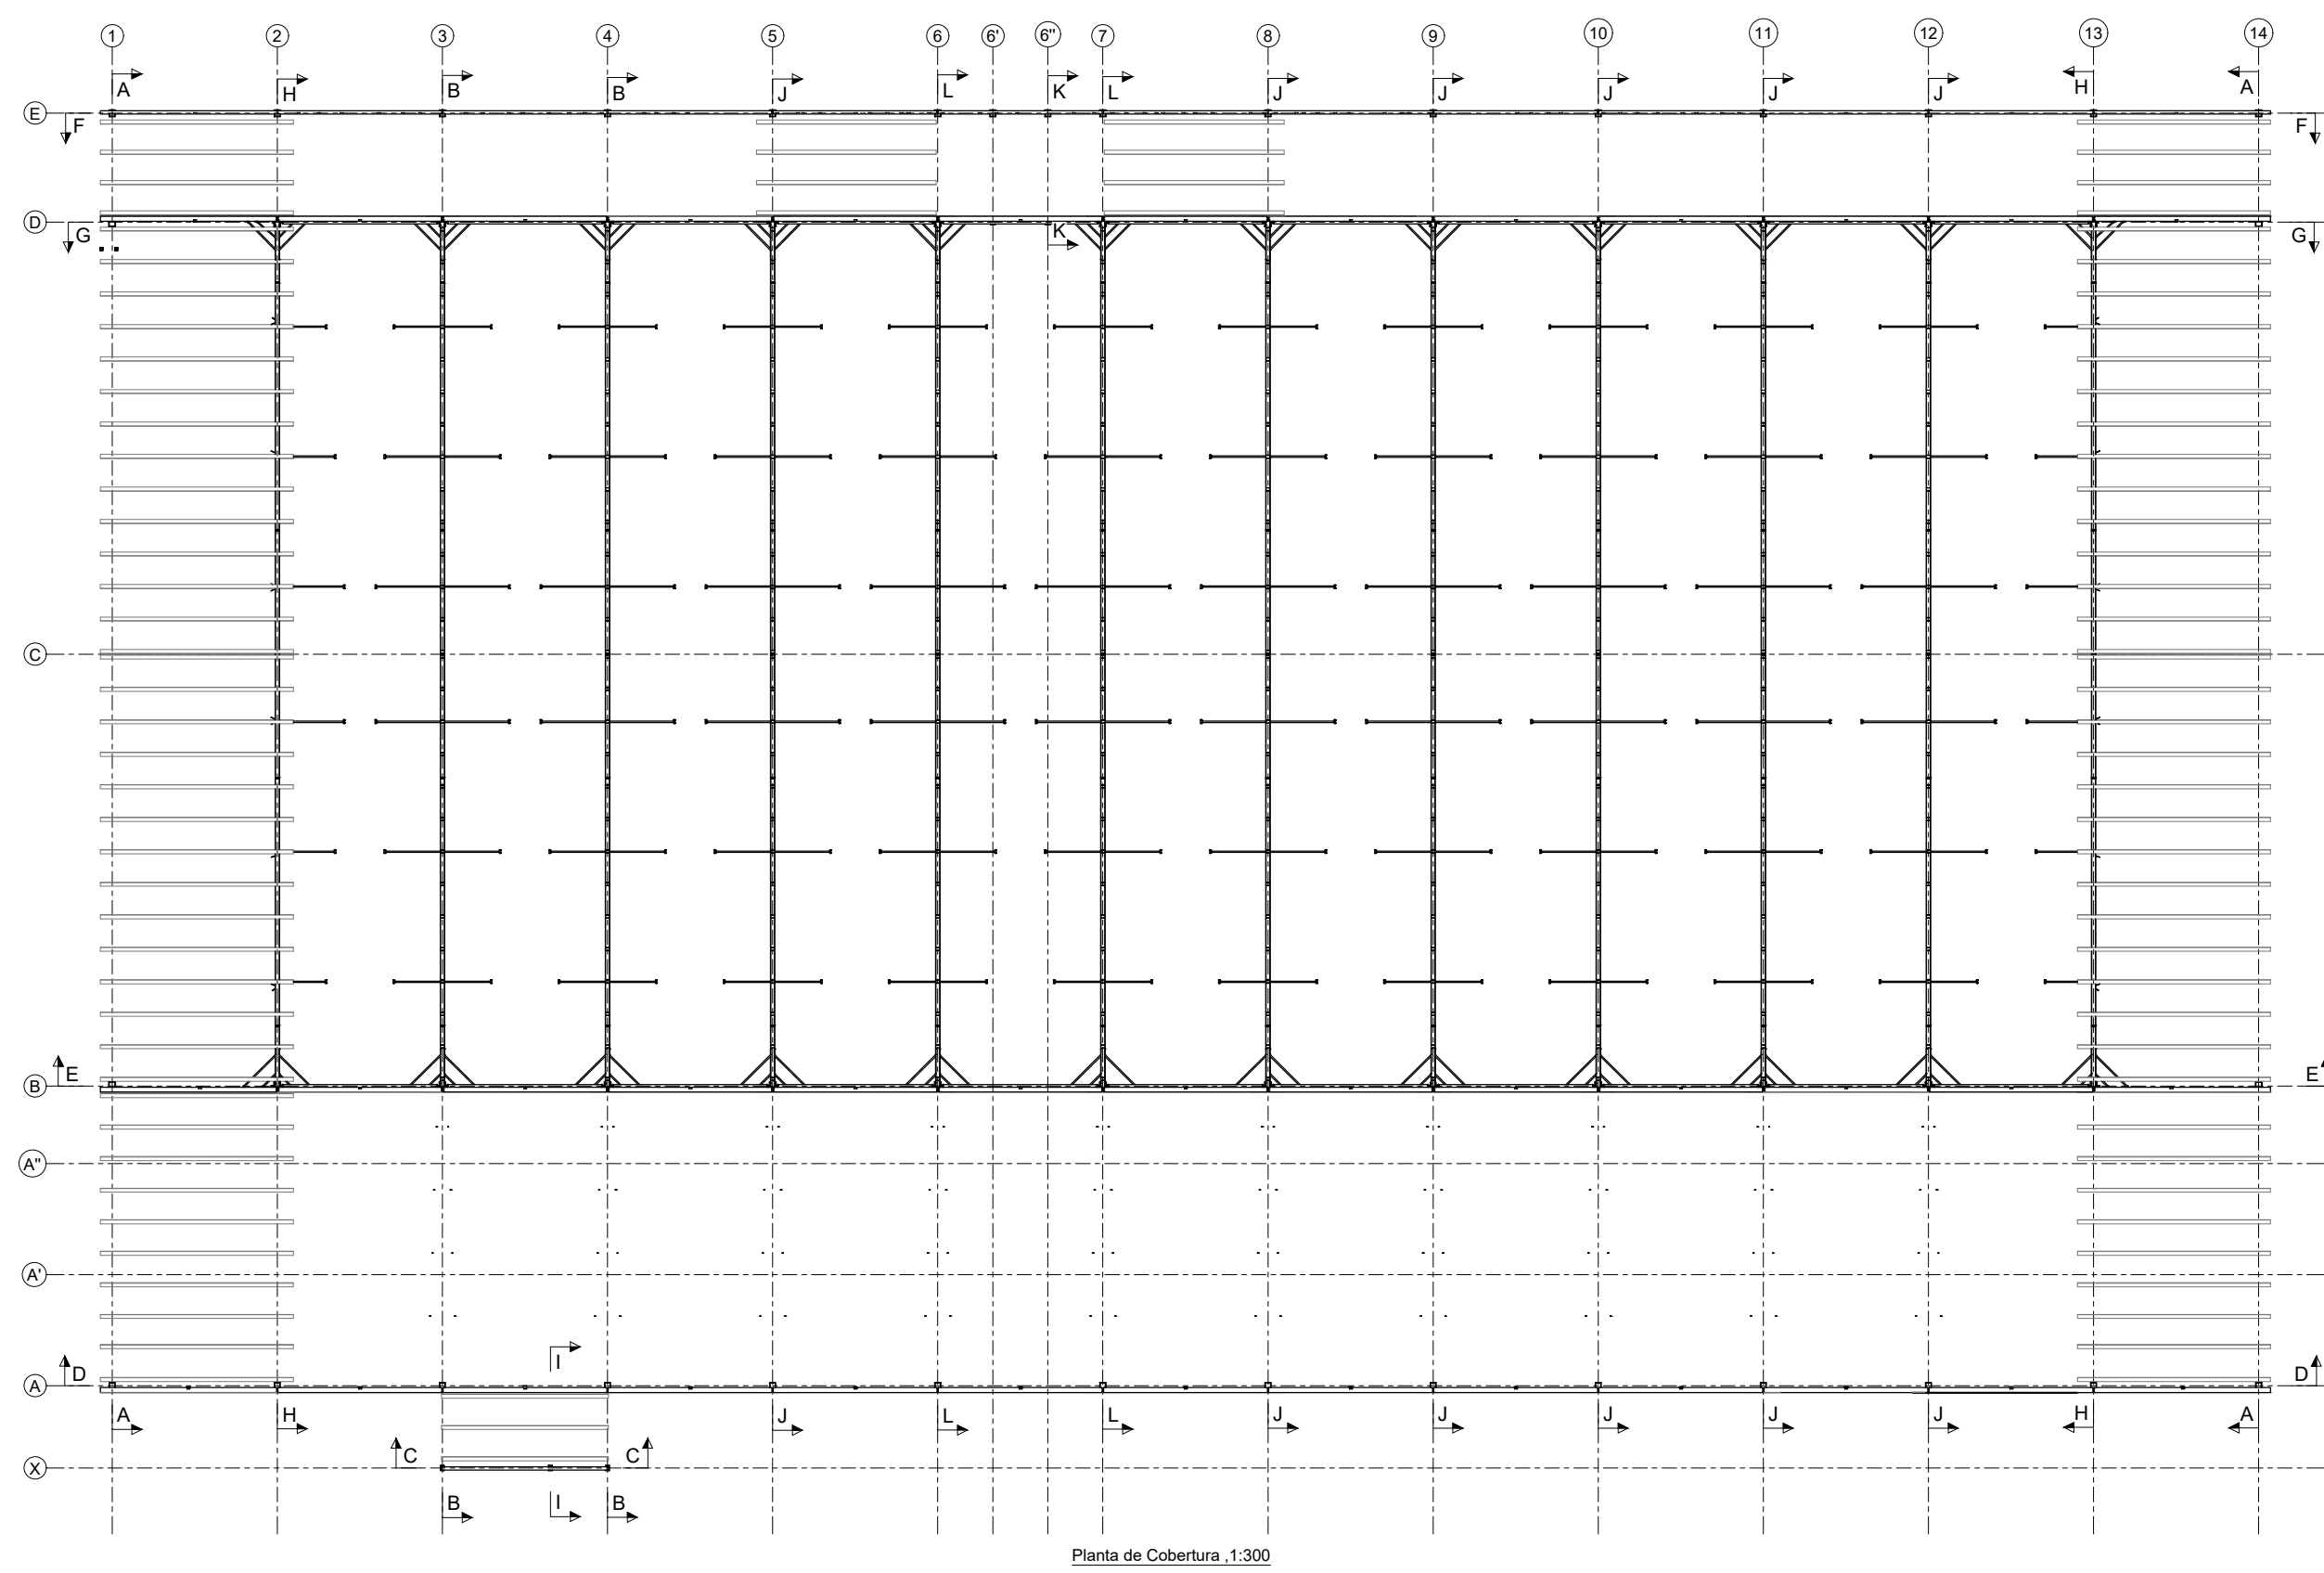 1 2 3 4 5 6 6' 6" 7 8 9 10 11 12 13 14
A H B B J L K L J J J J J H A
E
F F
D
G K G
C
E E
B
A"
A'
I
D D
A
A H J L L J J J J J H A
C C
X
B I B
Planta de Cobertura ,1:300